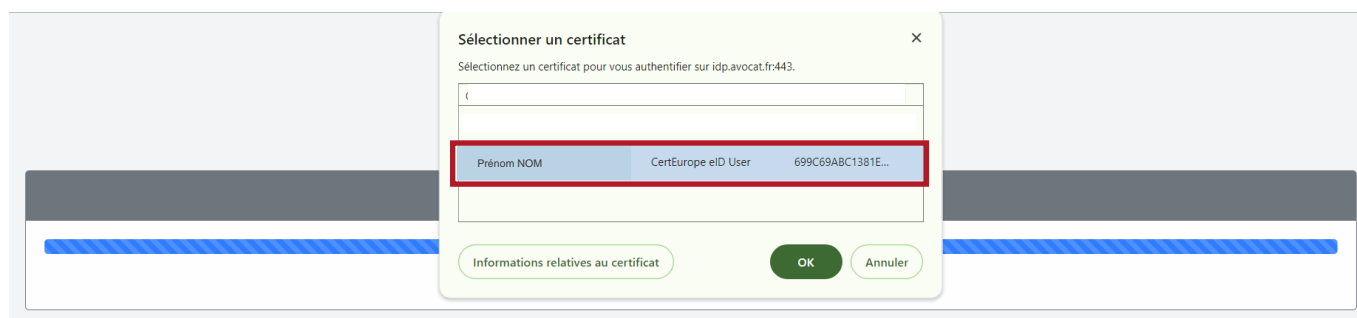 Sélectionner un certificat
Sélectionnez un certificat pour vous authentifier sur idp.avocat.fr:443.
Prénom NOM CertEurope eID User 699C69ABC1381E...
Informations relatives au certificat OK Annuler